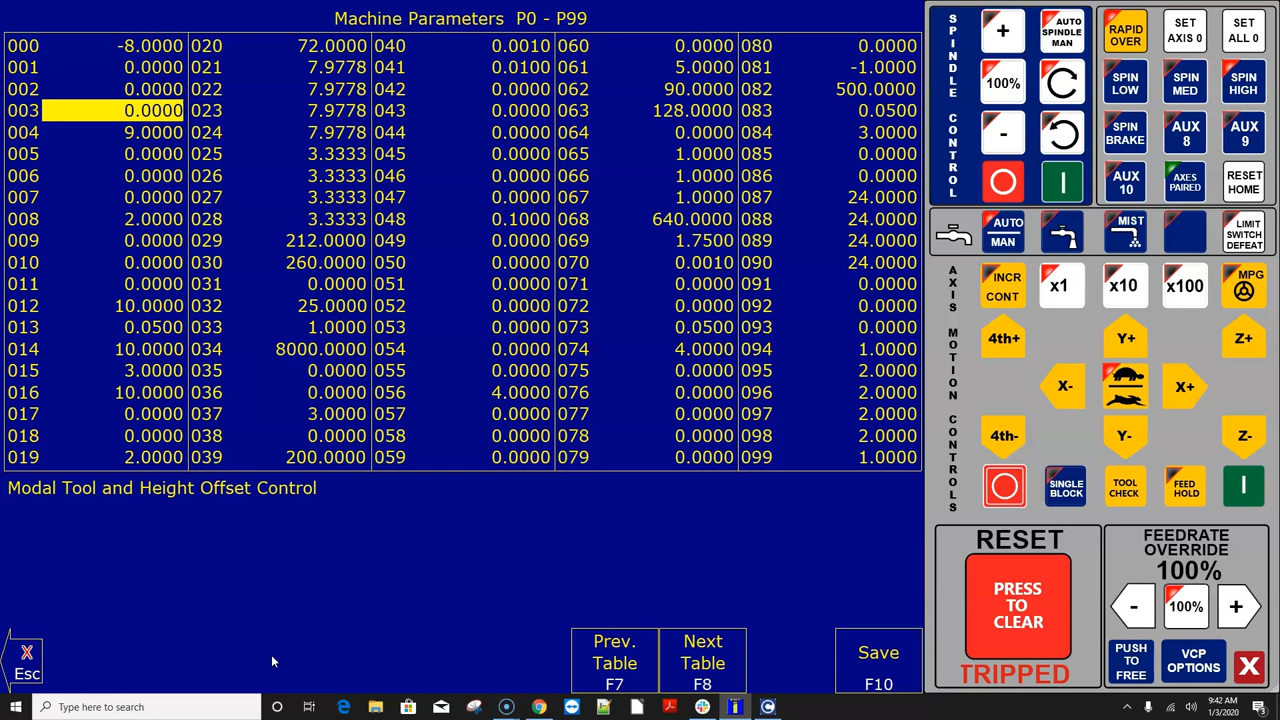 Machine Parameters P0 - P99
000 -8.0000 020 72.0000 040 0.0010 060 0.0000 080 0.0000
001 0.0000 021 7.9778 041 0.0100 061 5.0000 081 -1.0000
002 0.0000 022 7.9778 042 0.0000 062 90.0000 082 500.0000
003 0.0000 023 7.9778 043 0.0000 063 128.0000 083 0.0500
004 9.0000 024 7.9778 044 0.0000 064 0.0000 084 3.0000
005 0.0000 025 3.3333 045 0.0000 065 1.0000 085 0.0000
006 0.0000 026 3.3333 046 0.0000 066 1.0000 086 0.0000
007 0.0000 027 3.3333 047 0.0000 067 1.0000 087 24.0000
008 2.0000 028 3.3333 048 0.1000 068 640.0000 088 24.0000
009 0.0000 029 212.0000 049 0.0000 069 1.7500 089 24.0000
010 0.0000 030 260.0000 050 0.0000 070 0.0010 090 24.0000
011 0.0000 031 0.0000 051 0.0000 071 0.0000 091 0.0000
012 10.0000 032 25.0000 052 0.0000 072 0.0000 092 0.0000
013 0.0500 033 1.0000 053 0.0000 073 0.0500 093 0.0000
014 10.0000 034 8000.0000 054 0.0000 074 4.0000 094 1.0000
015 3.0000 035 0.0000 055 0.0000 075 0.0000 095 2.0000
016 10.0000 036 0.0000 056 4.0000 076 0.0000 096 2.0000
017 0.0000 037 3.0000 057 0.0000 077 0.0000 097 2.0000
018 0.0000 038 0.0000 058 0.0000 078 0.0000 098 2.0000
019 2.0000 039 200.0000 059 0.0000 079 0.0000 099 1.0000
Modal Tool and Height Offset Control
X
Esc
Prev.
Table
F7
Next
Table
F8
Save
F10
SPINDLE CONTROL
+
AUTO
SPINDLE
MAN
100%
-
RAPID
OVER
SET
AXIS 0
SET
ALL 0
SPIN
LOW
SPIN
MED
SPIN
HIGH
SPIN
BRAKE
AUX
8
AUX
9
AUX
10
AXES
PAIRED
RESET
HOME
AUTO
MAN
MIST
LIMIT
SWITCH
DEFEAT
AXIS MOTION CONTROLS
INCR
CONT
x1
x10
x100
MPG
4th+
Y+
Z+
X-
X+
4th-
Y-
Z-
SINGLE
BLOCK
TOOL
CHECK
FEED
HOLD
RESET
PRESS
TO
CLEAR
TRIPPED
FEEDRATE
OVERRIDE
100%
-
100%
+
PUSH
TO
FREE
VCP
OPTIONS
X
Type here to search
9:42 AM
1/3/2020